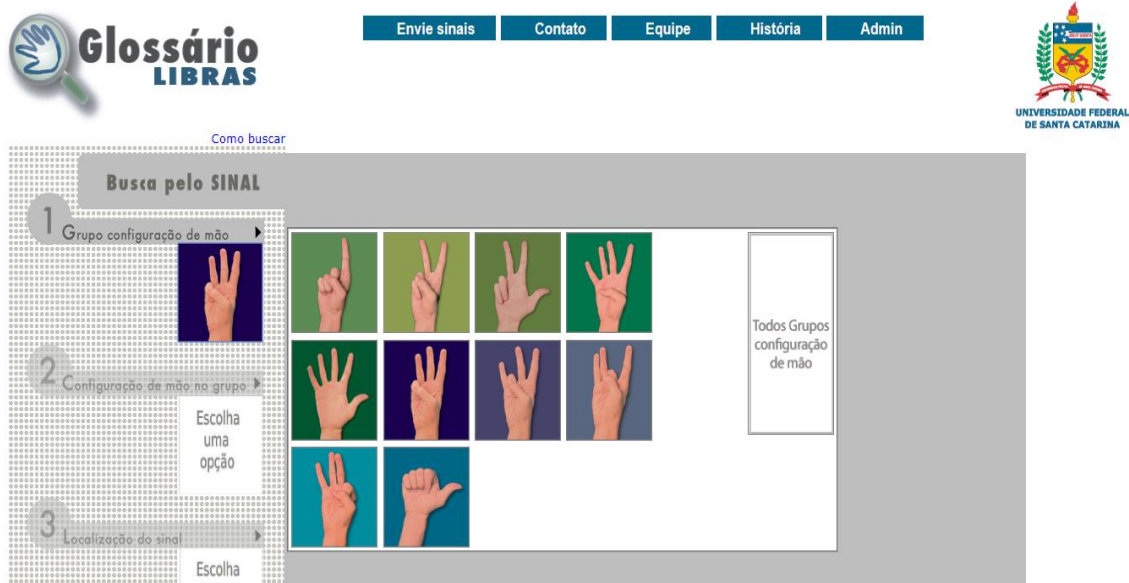 Glossário
LIBRAS
Envie sinais
Contato
Equipe
História
Admin
UNIVERSIDADE FEDERAL
DE SANTA CATARINA
Como buscar
Busca pelo SINAL
1
Grupo configuração de mão
2
Configuração de mão no grupo
Escolha
uma
opção
3
Localização do sinal
Escolha
Todos Grupos
configuração
de mão